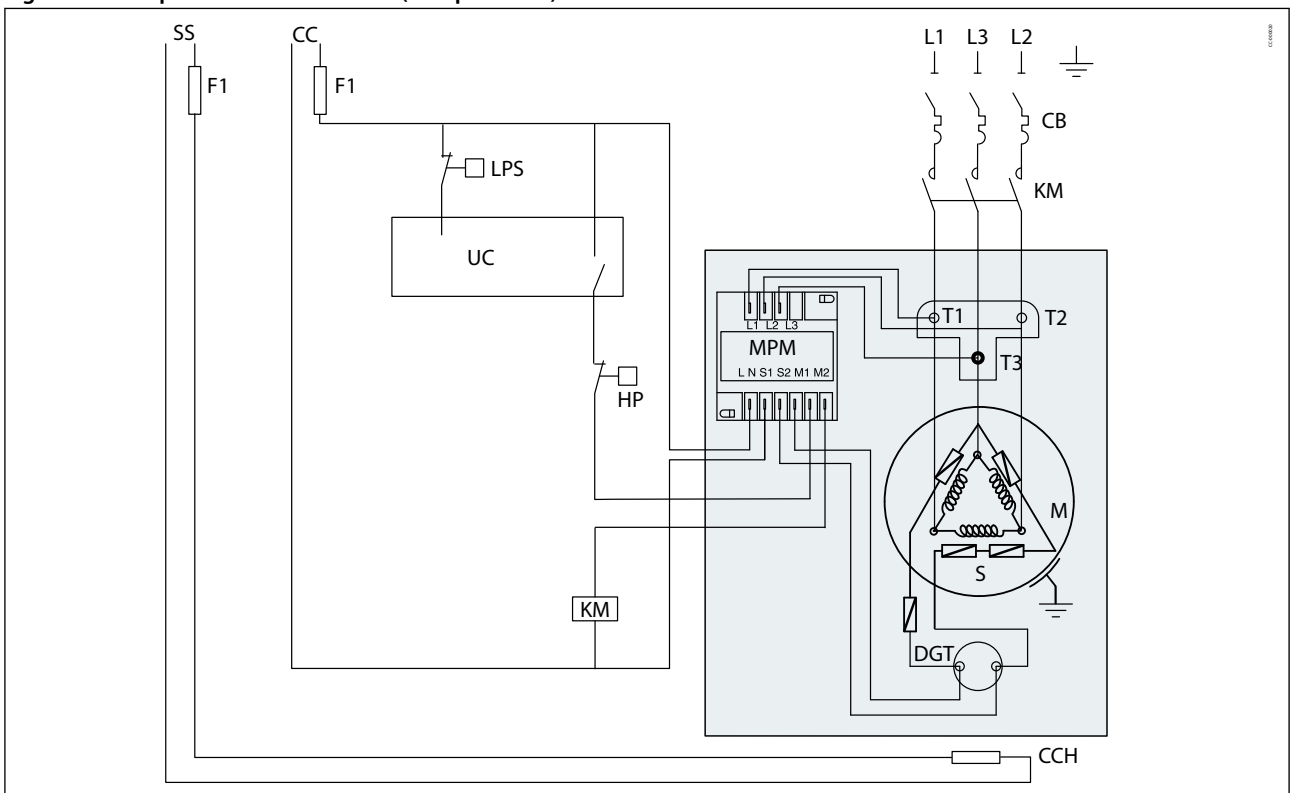 SS
CC
L1 L3 L2
F1
F1
CB
LPS
KM
UC
T1
T2
L1 L2 L3
MPM
T3
L N S1 S2 M1 M2
HP
M
S
KM
DGT
CCH